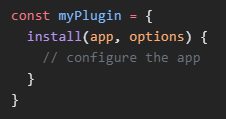 const myPlugin = {
  install(app, options) {
    // configure the app
  }
}